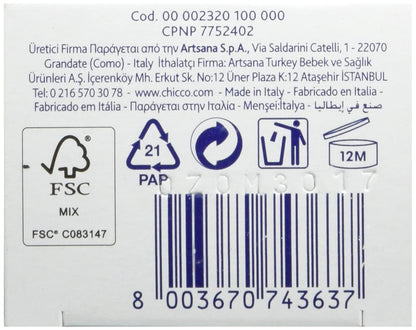 Cod. 00 002320 100 000
CPNP 7752402
Üretici Firma Παράγεται από την Artsana S.p.A., Via Saldarini Catelli, 1 - 22070
Grandate (Como) - Italy İthalatçı Firma: Artsana Turkey Bebek ve Sağlık
Ürünleri A.Ş. İçerenköy Mh. Erkut Sk. No:12 Üner Plaza K:12 Ataşehir İSTANBUL
Tel: 0 216 570 30 78 - www.chicco.com - Made in Italy - Fabricado en Italia -
Fabricado em Itália - Παράγεται στην Ιταλία - Menşei:İtalya - صنع في إيطاليا
FSC
MIX
FSC® C083147
21
PAP
12M
0Z0M3017
8 003670 743637